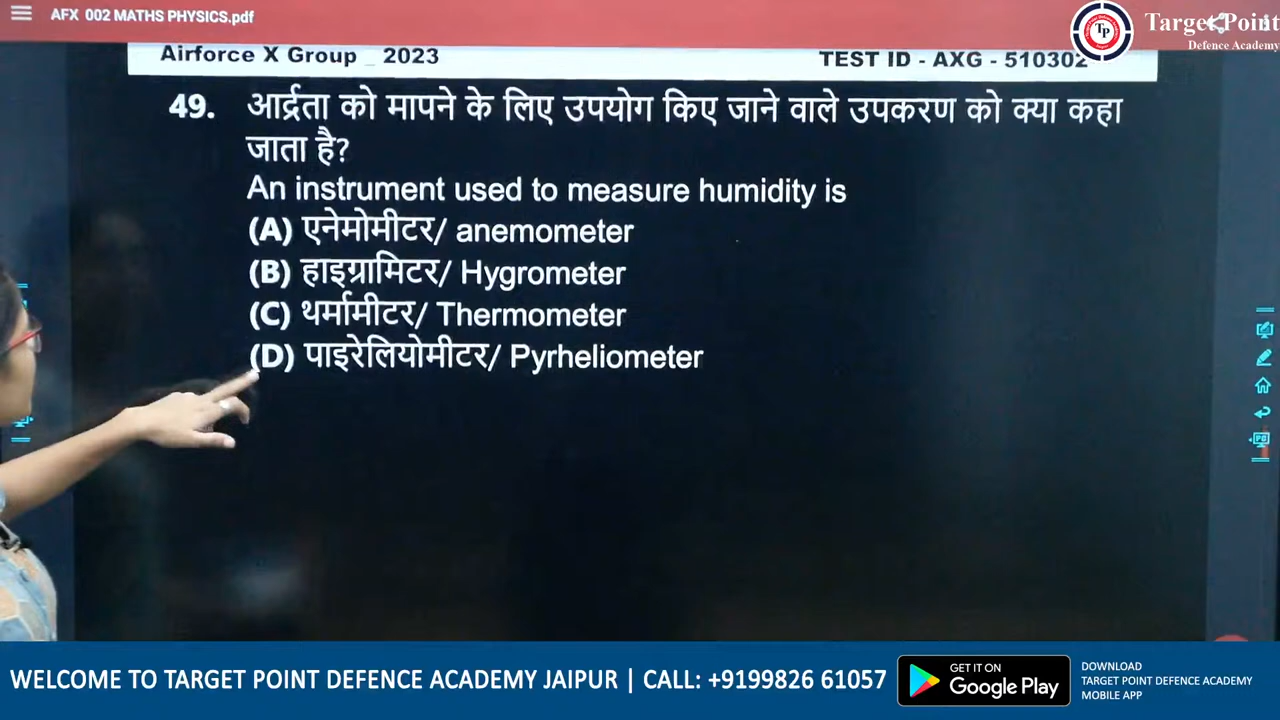 AFX 002 MATHS PHYSICS.pdf
TP
Target Point
Defence Academy
Airforce X Group _ 2023 TEST ID - AXG - 510302
49. आर्द्रता को मापने के लिए उपयोग किए जाने वाले उपकरण को क्या कहा
जाता है?
An instrument used to measure humidity is
(A) एनेमोमीटर/ anemometer
(B) हाइग्रामिटर/ Hygrometer
(C) थर्मामीटर/ Thermometer
(D) पाइरेलियोमीटर/ Pyrheliometer
WELCOME TO TARGET POINT DEFENCE ACADEMY JAIPUR | CALL: +9199826 61057
GET IT ON
Google Play
DOWNLOAD
TARGET POINT DEFENCE ACADEMY
MOBILE APP